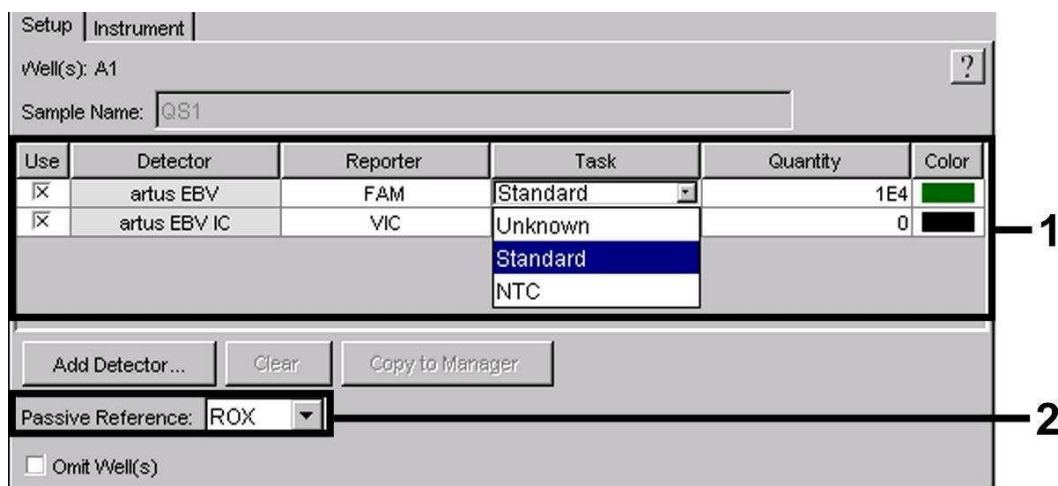 Setup Instrument
Well(s): A1
?
Sample Name: QS1
Use Detector Reporter Task Quantity Color
artus EBV FAM Standard 1E4
artus EBV IC VIC 0
Unknown
Standard
NTC
1
Add Detector... Clear Copy to Manager
Passive Reference: ROX
2
Omit Well(s)